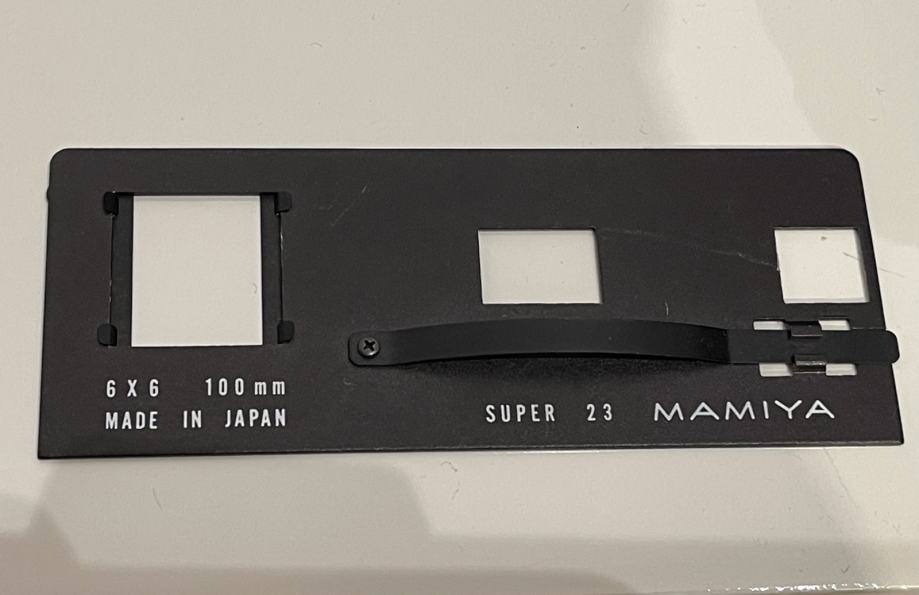 6 X 6 100 mm
MADE IN JAPAN
SUPER 23 MAMIYA